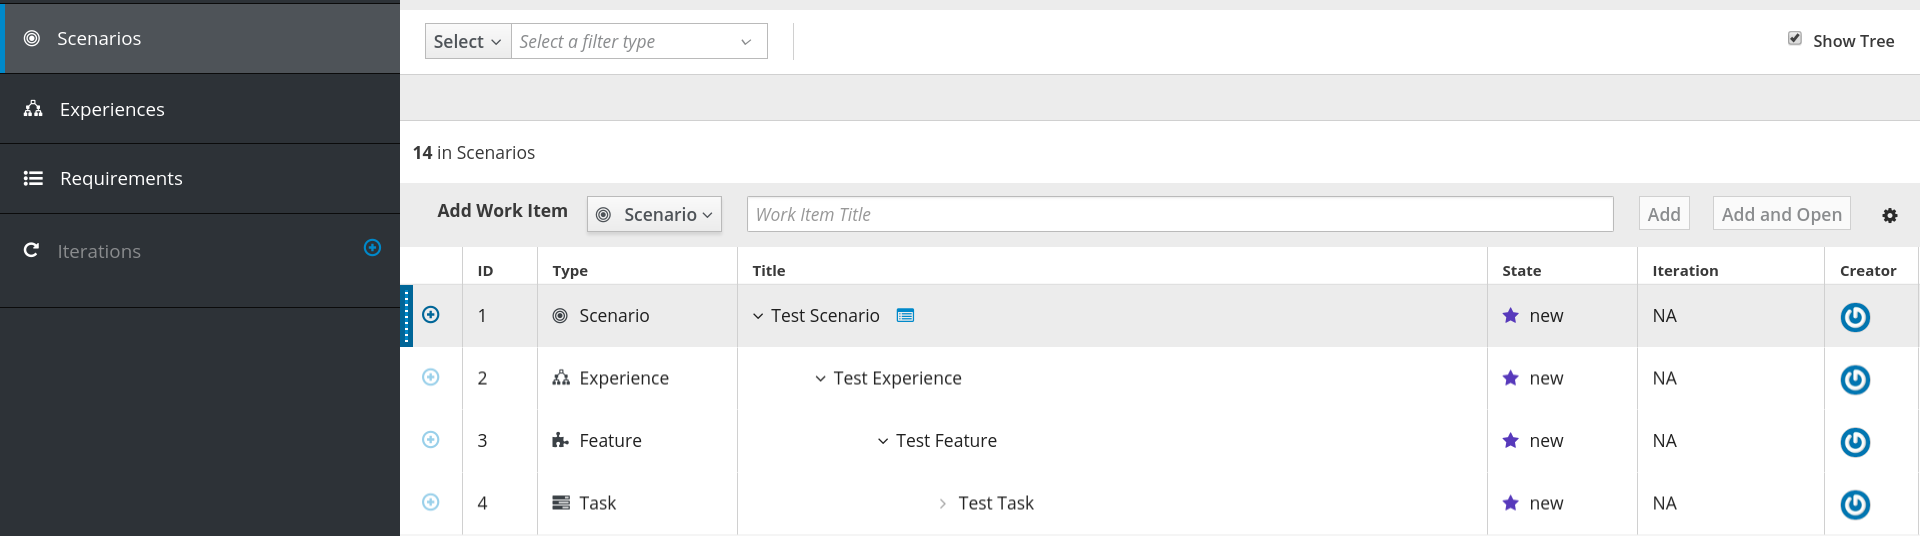 Scenarios
Experiences
Requirements
Iterations
Select Select a filter type Show Tree
14 in Scenarios
Add Work Item Scenario Work Item Title Add Add and Open
ID Type Title State Iteration Creator
1 Scenario Test Scenario new NA
2 Experience Test Experience new NA
3 Feature Test Feature new NA
4 Task Test Task new NA